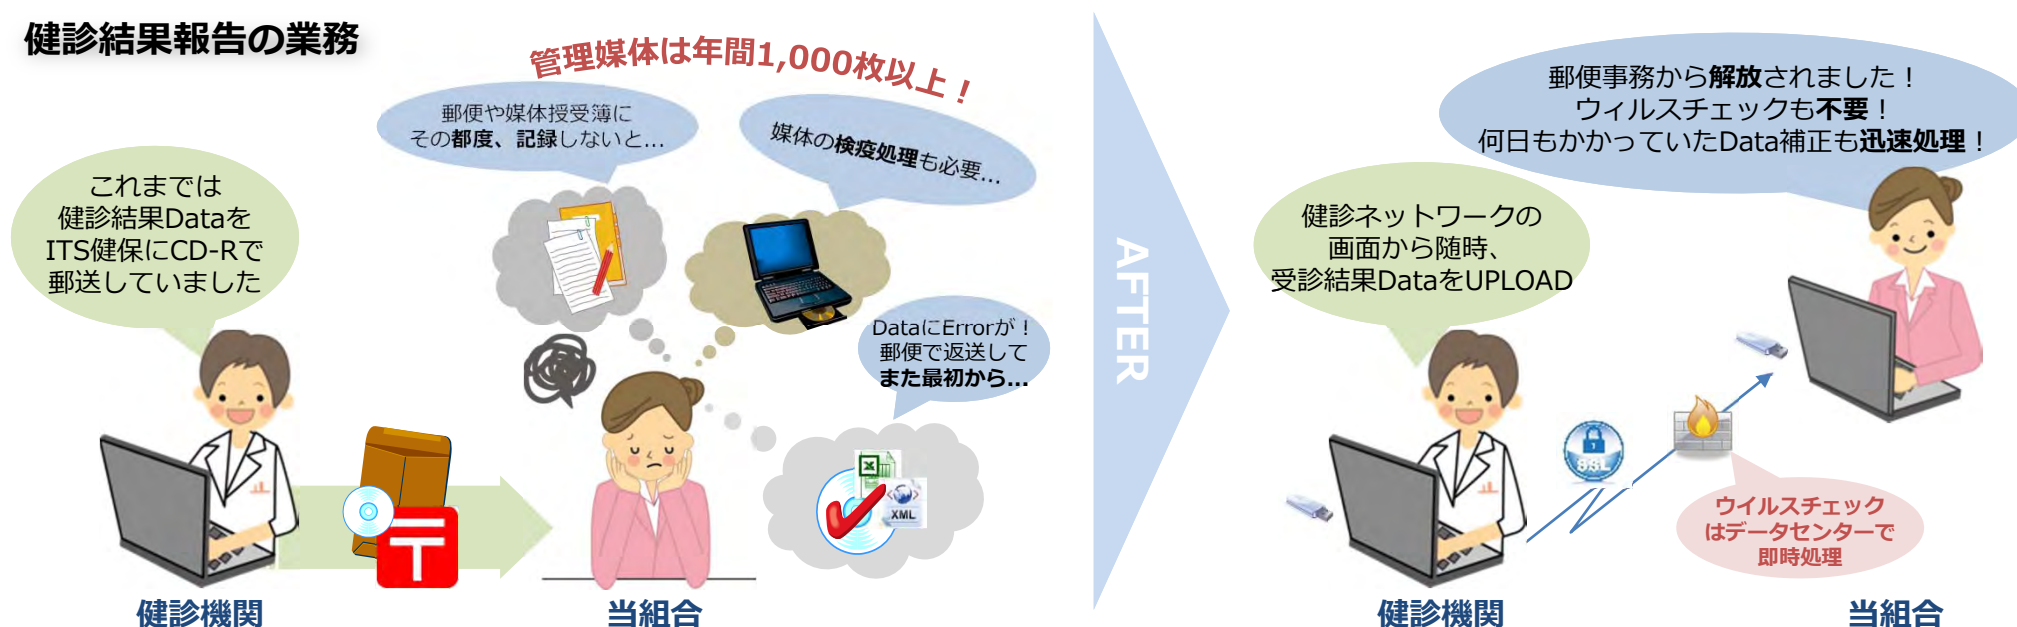 健診結果報告の業務
管理媒体は年間1,000枚以上！
郵便や媒体授受簿に
その都度、記録しないと...
媒体の検疫処理も必要...
これまでは
健診結果Dataを
ITS健保にCD-Rで
郵送していました
DataにErrorが！
郵便で返送して
また最初から...
XML
健診機関
当組合
AFTER
郵便事務から解放されました！
ウィルスチェックも不要！
何日もかかっていたData補正も迅速処理！
健診ネットワークの
画面から随時、
受診結果DataをUPLOAD
SSL
ウイルスチェック
はデータセンターで
即時処理
健診機関
当組合